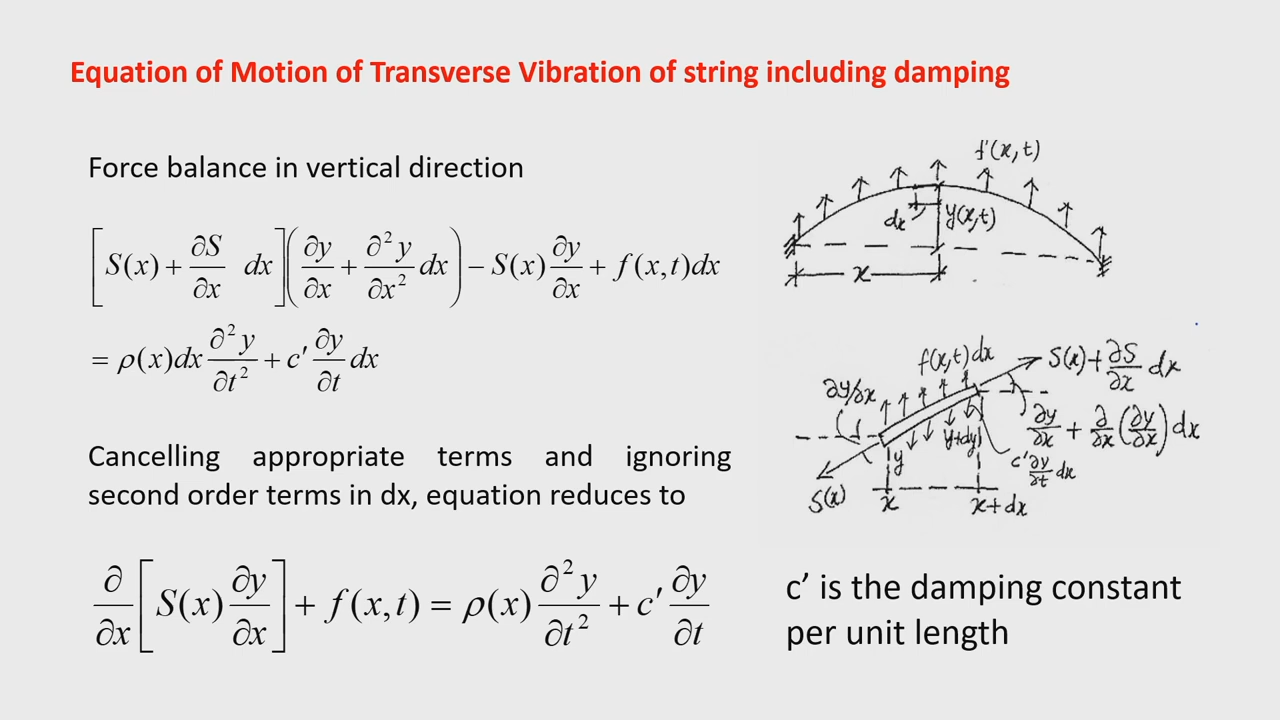 Equation of Motion of Transverse Vibration of string including damping
Force balance in vertical direction
[S(x) + ∂S/∂x dx](∂y/∂x + ∂²y/∂x² dx) − S(x) ∂y/∂x + f(x,t)dx
= ρ(x)dx ∂²y/∂t² + c′ ∂y/∂t dx
Cancelling appropriate terms and ignoring
second order terms in dx, equation reduces to
∂/∂x [S(x) ∂y/∂x] + f(x,t) = ρ(x) ∂²y/∂t² + c′ ∂y/∂t
f(x,t)
dx
y(x,t)
x
f(x,t)dx
S(x)+∂S/∂x dx
∂y/∂x
∂y/∂x + ∂/∂x(∂y/∂x)dx
y
y+dy
c′∂y/∂t dx
S(x)
x
x+dx
c’ is the damping constant
per unit length